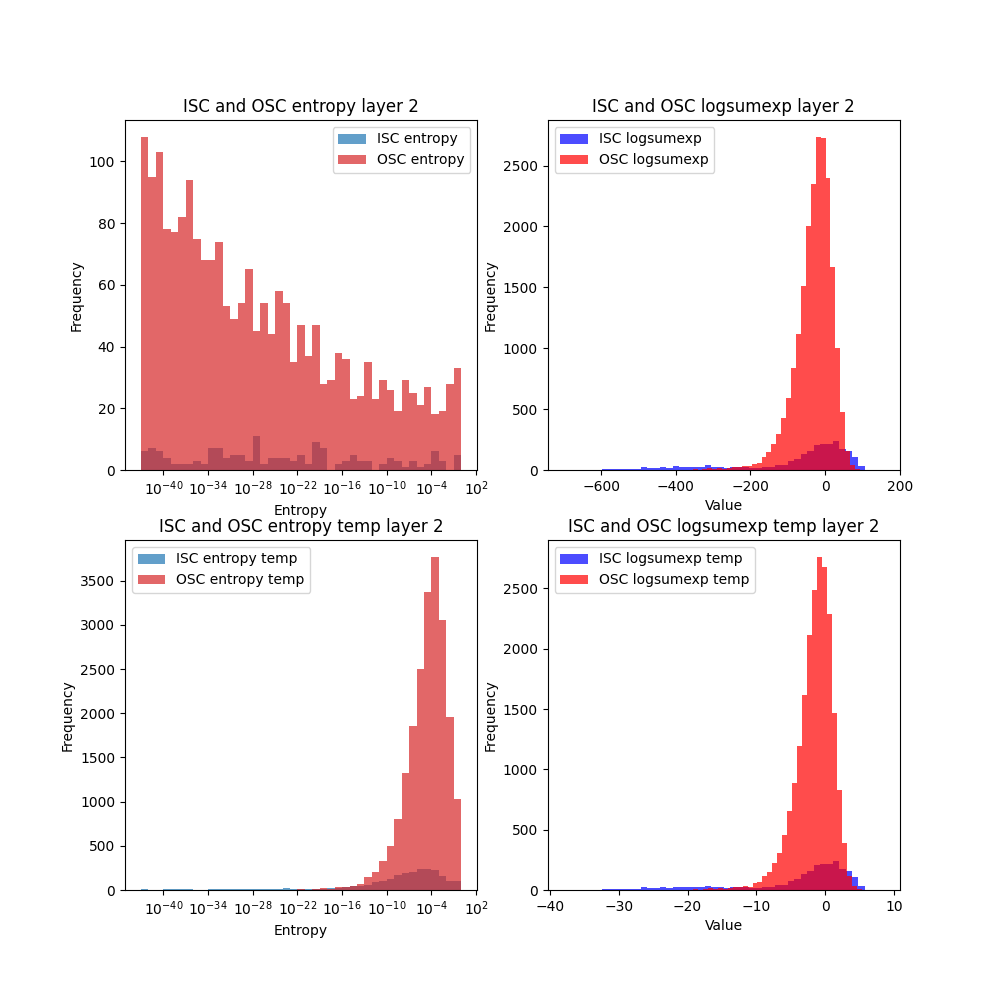 ISC and OSC entropy layer 2
ISC entropy
OSC entropy
Frequency
100
80
60
40
20
0
10⁻⁴⁰ 10⁻³⁴ 10⁻²⁸ 10⁻²² 10⁻¹⁶ 10⁻¹⁰ 10⁻⁴ 10²
Entropy
ISC and OSC logsumexp layer 2
ISC logsumexp
OSC logsumexp
Frequency
2500
2000
1500
1000
500
0
−600 −400 −200 0 200
Value
ISC and OSC entropy temp layer 2
ISC entropy temp
OSC entropy temp
Frequency
3500
3000
2500
2000
1500
1000
500
0
10⁻⁴⁰ 10⁻³⁴ 10⁻²⁸ 10⁻²² 10⁻¹⁶ 10⁻¹⁰ 10⁻⁴ 10²
Entropy
ISC and OSC logsumexp temp layer 2
ISC logsumexp temp
OSC logsumexp temp
Frequency
2500
2000
1500
1000
500
0
−40 −30 −20 −10 0 10
Value